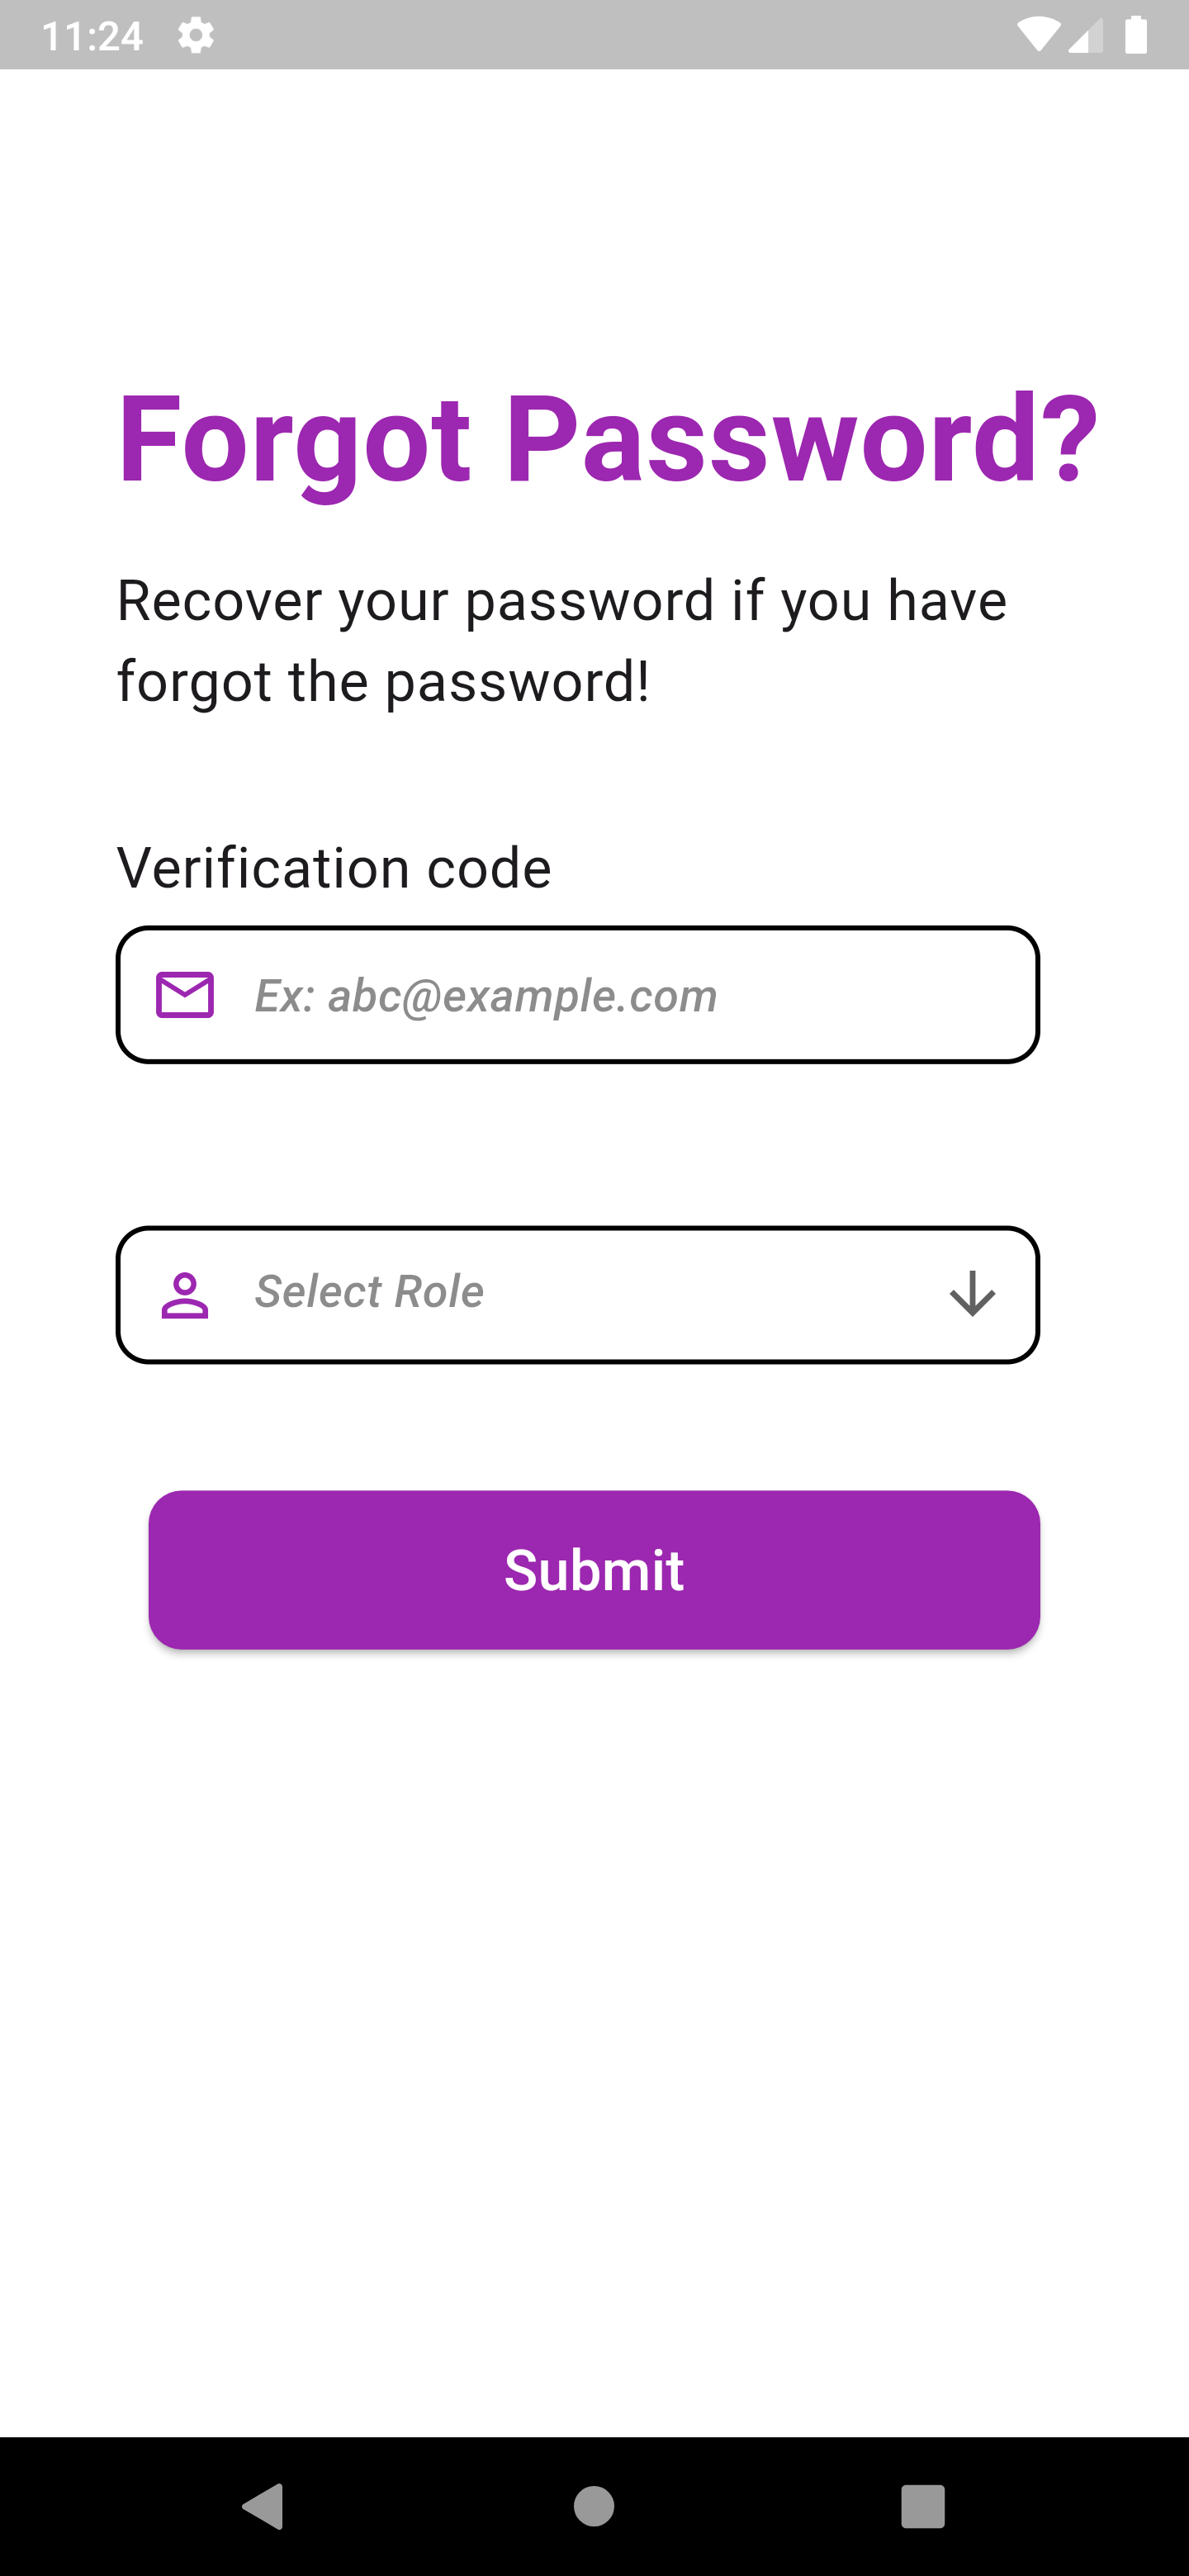 11:24
Forgot Password?
Recover your password if you have
forgot the password!
Verification code
Ex: abc@example.com
Select Role
Submit